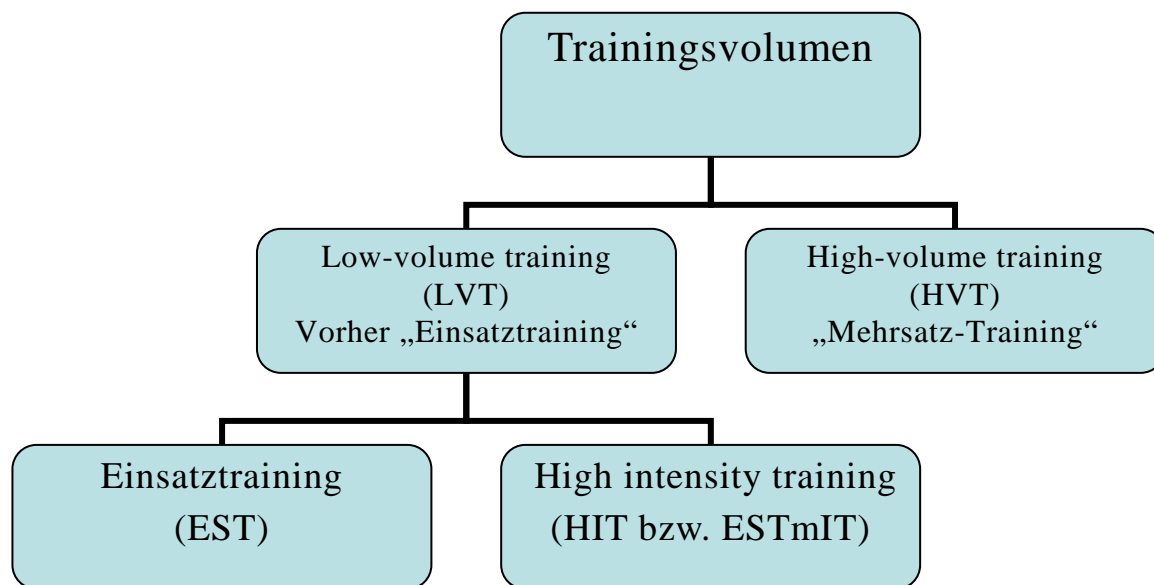 Trainingsvolumen
Low-volume training
(LVT)
Vorher „Einsatztraining“
High-volume training
(HVT)
„Mehrsatz-Training“
Einsatztraining
(EST)
High intensity training
(HIT bzw. ESTmIT)